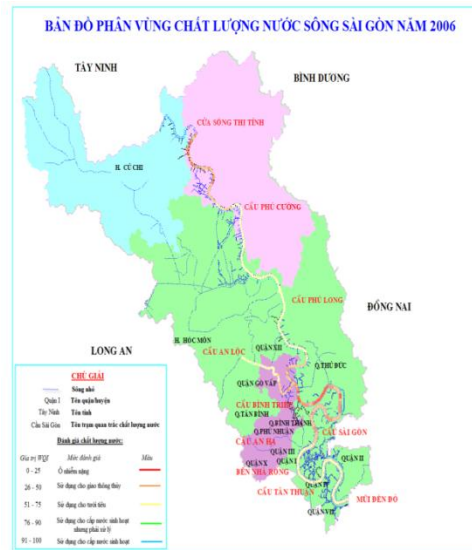 BẢN ĐỒ PHÂN VÙNG CHẤT LƯỢNG NƯỚC SÔNG SÀI GÒN NĂM 2006
TÂY NINH
BÌNH DƯƠNG
CỬA SÔNG THỊ TÍNH
H. CỦ CHI
CẦU PHÚ CƯỜNG
CẦU PHÚ LONG
ĐỒNG NAI
LONG AN
H. HÓC MÔN
QUẬN XII
CẦU AN LỘC
Q.THỦ ĐỨC
QUẬN GÒ VẤP
CẦU BÌNH TRIỆU
Q.TÂN BÌNH
Q.BÌNH THẠNH
Q.PHÚ NHUẬN
CẦU SÀI GÒN
CẦU AN HẠ
QUẬN III
QUẬN I
QUẬN II
QUẬN X
BẾN NHÀ RỒNG
QUẬN IV
CẦU TÂN THUẬN
MŨI ĐÈN ĐỎ
QUẬN VII
CHÚ GIẢI
Sông nhỏ
Quận I Tên quận/huyện
Tây Ninh Tên tỉnh
Cầu Sài Gòn Tên trạm quan trắc chất lượng nước
Đánh giá chất lượng nước:
Giá trị WQI Mức đánh giá Màu
0 - 25 Ô nhiễm nặng
26 - 50 Sử dụng cho giao thông thủy
51 - 75 Sử dụng cho tưới tiêu
76 - 90 Sử dụng cho cấp nước sinh hoạt
nhưng phải xử lý
91 - 100 Sử dụng cho cấp nước sinh hoạt